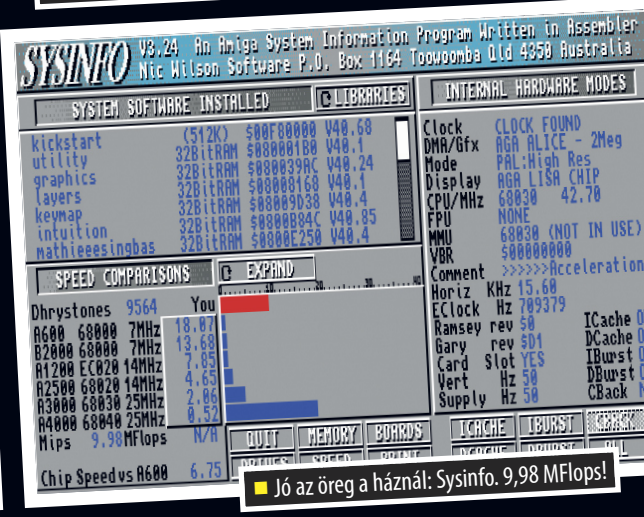 SYSINFO V3.24 An Amiga System Information Program Written in Assembler
Nic Wilson Software P.O. Box 1164 Toowoomba Qld 4350 Australia
SYSTEM SOFTWARE INSTALLED
LIBRARIES
kickstart (512K) $00F80000 V40.68
utility 32BitRAM $080001B0 V40.1
graphics 32BitRAM $080039AC V40.24
layers 32BitRAM $08008168 V40.1
keymap 32BitRAM $08009D38 V40.4
intuition 32BitRAM $0800B84C V40.85
mathieeesingbas 32BitRAM $0800E250 V40.4
INTERNAL HARDWARE MODES
Clock CLOCK FOUND
DMA/Gfx AGA ALICE - 2Meg
Mode PAL:High Res
Display AGA LISA CHIP
CPU/MHz 68030 42.70
FPU NONE
MMU 68030 (NOT IN USE)
VBR $00000000
Comment >>>>>>Acceleration
Horiz KHz 15.60
EClock Hz 709379
Ramsey rev $0 ICache
Gary rev $D1 DCache
Card Slot YES IBurst
Vert Hz 50 DBurst
Supply Hz 50 CBack
SPEED COMPARISONS
EXPAND
Dhrystones 9564 You
A600 68000 7MHz 18.07
B2000 68000 7MHz 13.68
A1200 EC020 14MHz 7.85
A2500 68020 14MHz 4.65
A3000 68030 25MHz 2.06
A4000 68040 25MHz 0.52
Mips 9.98 MFlops N/A
Chip Speed vs A600 6.75
QUIT MEMORY BOARDS
ICACHE IBURST
■ Jó az öreg a háznál: Sysinfo. 9,98 MFlops!